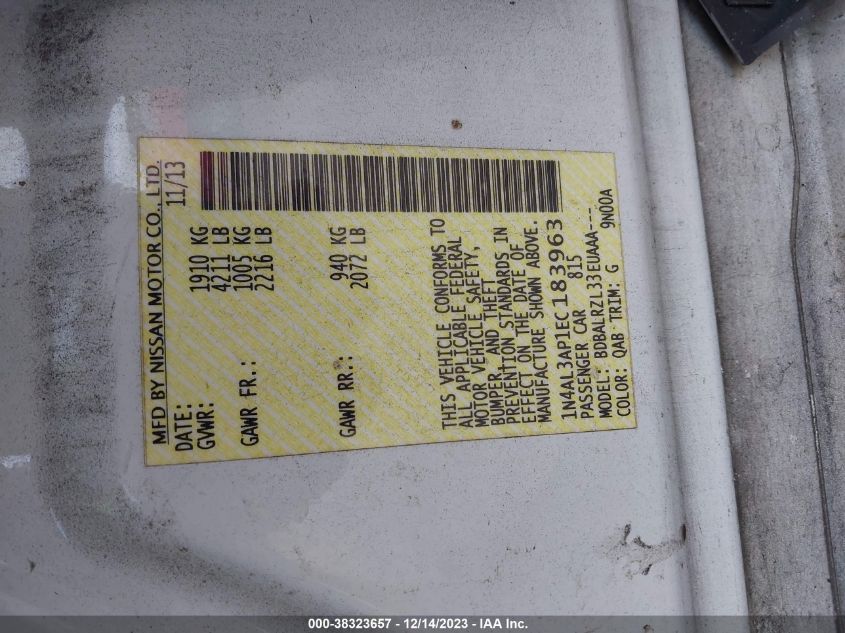 MFD BY NISSAN MOTOR CO., LTD.
DATE: 11/13
GVWR: 1910 KG
4211 LB
GAWR FR.: 1005 KG
2216 LB
GAWR RR.: 940 KG
2072 LB
THIS VEHICLE CONFORMS TO
ALL APPLICABLE FEDERAL
MOTOR VEHICLE SAFETY,
BUMPER, AND THEFT
PREVENTION STANDARDS IN
EFFECT ON THE DATE OF
MANUFACTURE SHOWN ABOVE.
1N4AL3AP1EC183963
PASSENGER CAR 815
MODEL: BDBALRZL33EUAAA---
COLOR: QAB TRIM: G 9N00A
000-38323657 - 12/14/2023 - IAA Inc.